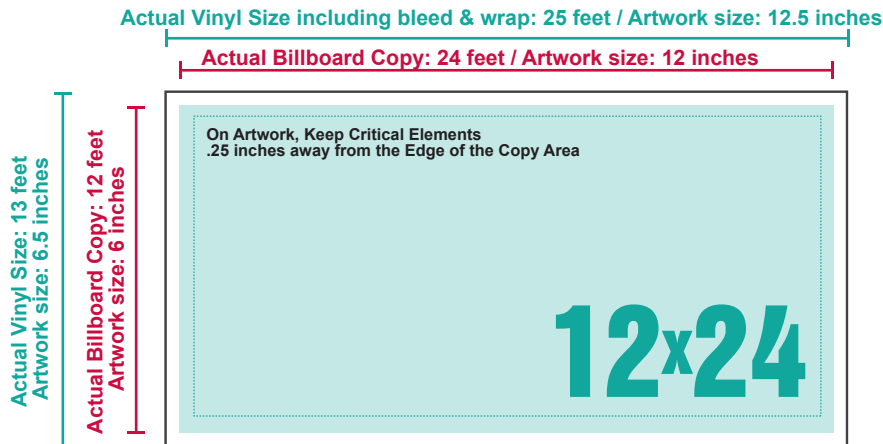 Actual Vinyl Size including bleed & wrap: 25 feet / Artwork size: 12.5 inches
Actual Billboard Copy: 24 feet / Artwork size: 12 inches
Actual Vinyl Size: 13 feet
Artwork size: 6.5 inches
Actual Billboard Copy: 12 feet
Artwork size: 6 inches
On Artwork, Keep Critical Elements
.25 inches away from the Edge of the Copy Area
12x24